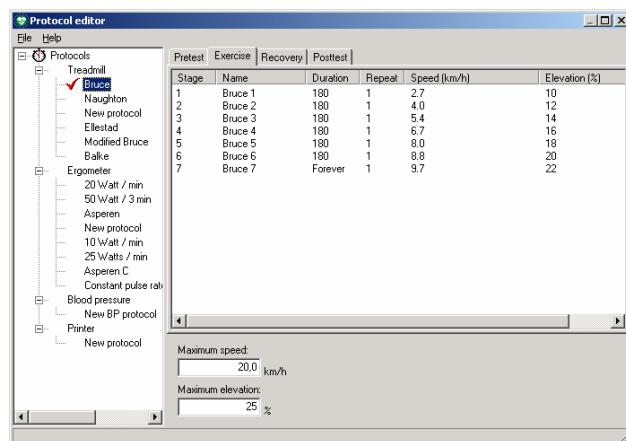 Protocol editor
File Help
Protocols
Treadmill
Bruce
Naughton
New protocol
Ellestad
Modified Bruce
Balke
Ergometer
20 Watt / min
50 Watt / 3 min
Asperen
New protocol
10 Watt / min
25 Watts / min
Asperen C
Constant pulse rat
Blood pressure
New BP protocol
Printer
New protocol
Pretest Exercise Recovery Posttest
Stage Name Duration Repeat Speed (km/h) Elevation (%)
1 Bruce 1 180 1 2.7 10
2 Bruce 2 180 1 4.0 12
3 Bruce 3 180 1 5.4 14
4 Bruce 4 180 1 6.7 16
5 Bruce 5 180 1 8.0 18
6 Bruce 6 180 1 8.8 20
7 Bruce 7 Forever 1 9.7 22
Maximum speed:
20,0 km/h
Maximum elevation:
25 %